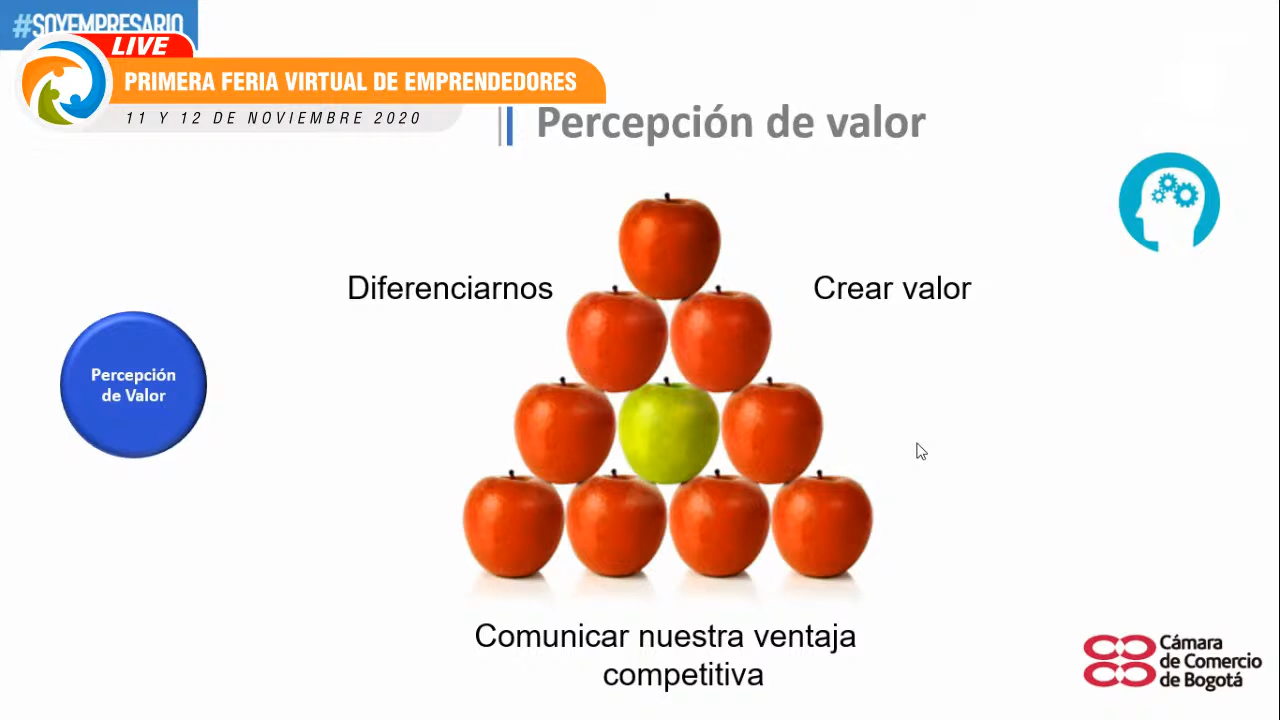 #SOYEMPRESARIO
LIVE
PRIMERA FERIA VIRTUAL DE EMPRENDEDORES
11 Y 12 DE NOVIEMBRE 2020
Percepción de valor
Diferenciarnos
Crear valor
Percepción
de Valor
Comunicar nuestra ventaja
competitiva
Cámara
de Comercio
de Bogotá